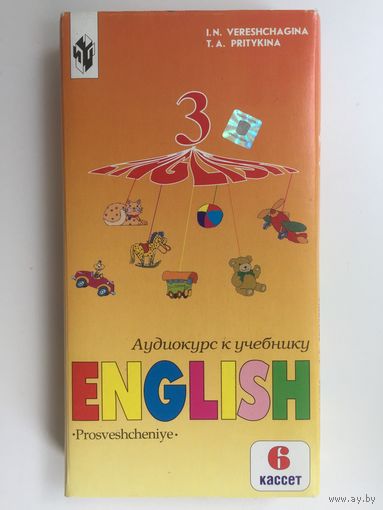 I.N. VERESHCHAGINA
T.A. PRITYKINA
3
ENGLISH
Аудиокурс к учебнику
ENGLISH
·Prosveshcheniye·
6
кассет
www.ay.by